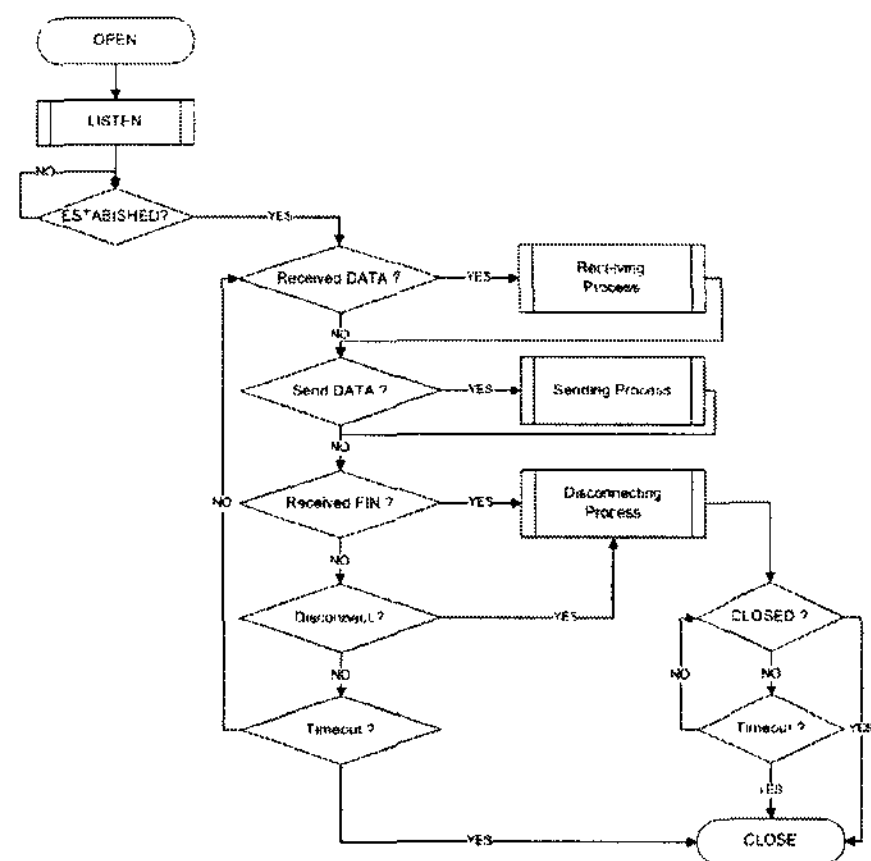 OPEN
LISTEN
NO
ESTABISHED?
YES
Received DATA ?
YES
Receiving
Process
NO
Send DATA ?
YES
Sending Process
NO
NO
Received FIN ?
YES
Disconnecting
Process
NO
Disconnect?
YES
CLOSED ?
NO
NO
NO
Timeout ?
Timeout ?
YES
YES
YES
CLOSE